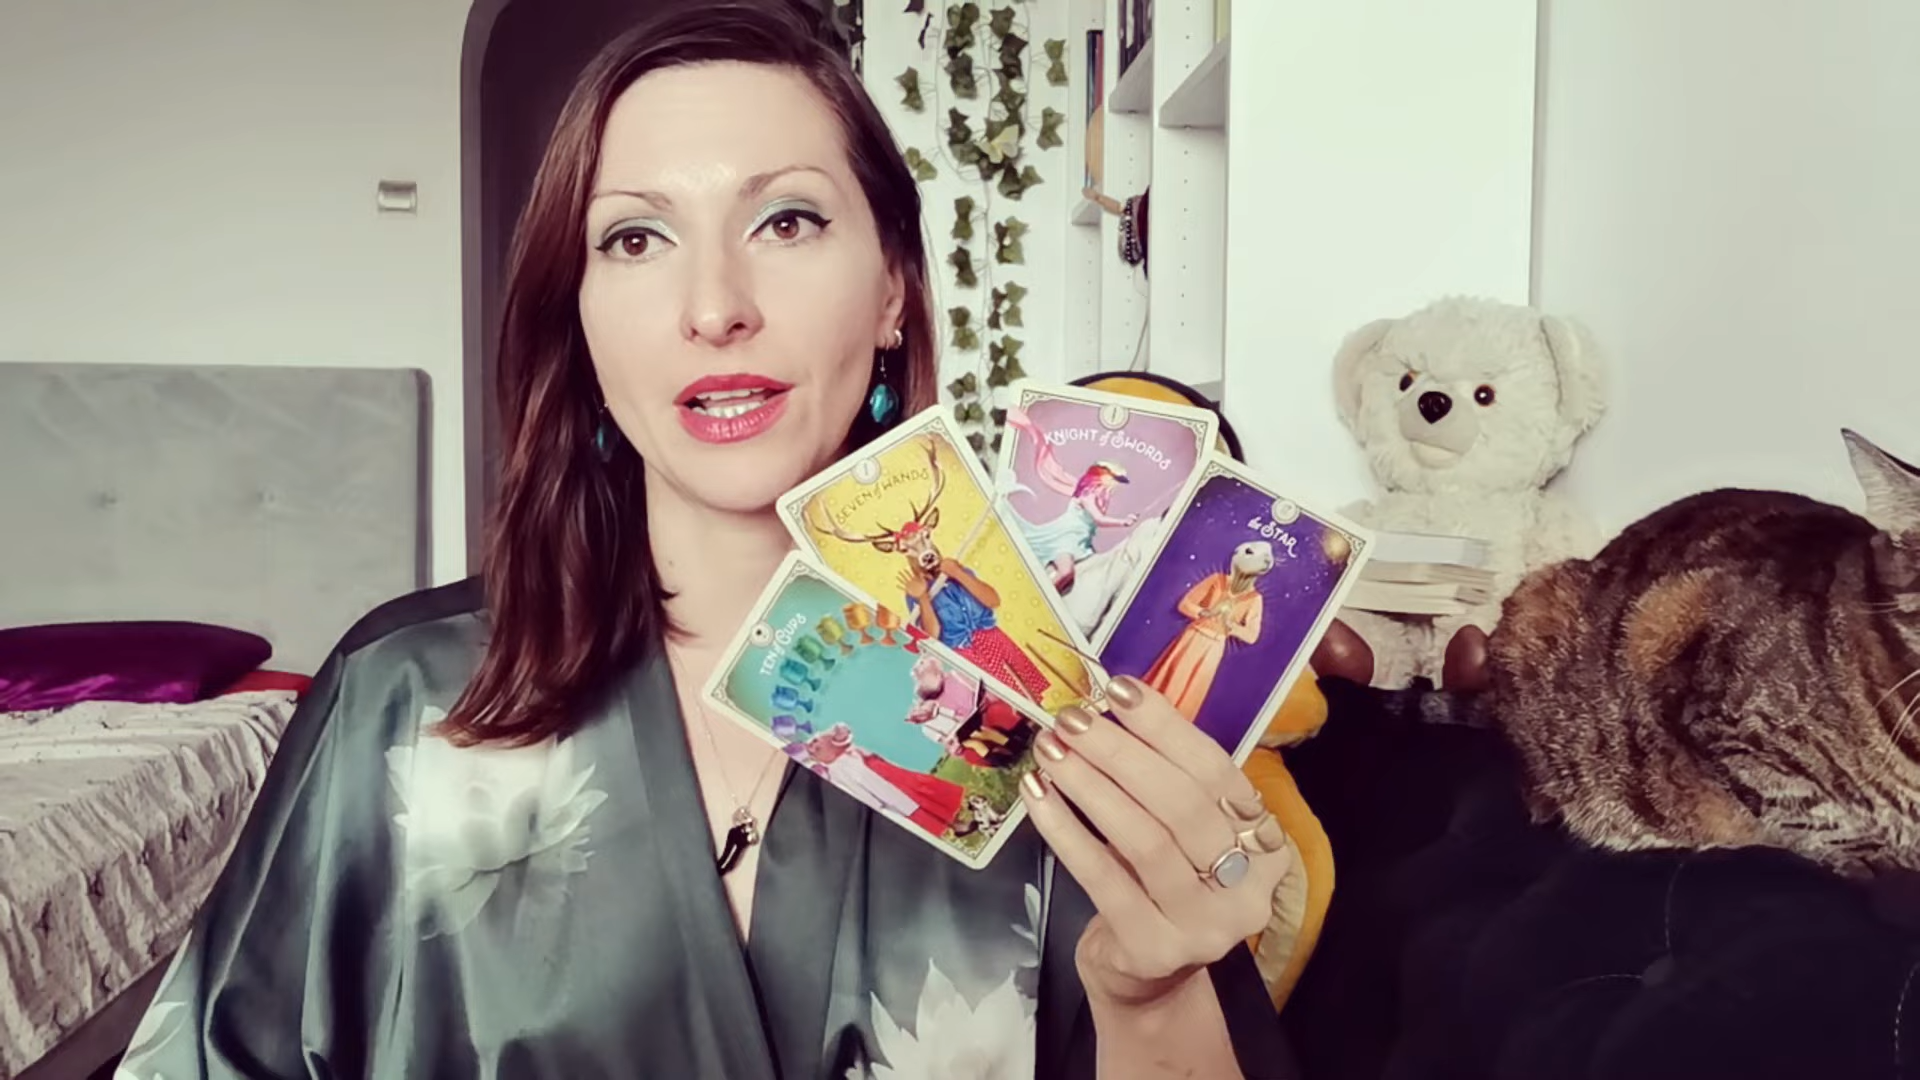 TEN of CUPS
SEVEN of WANDS
KNIGHT of SWORDS
the STAR